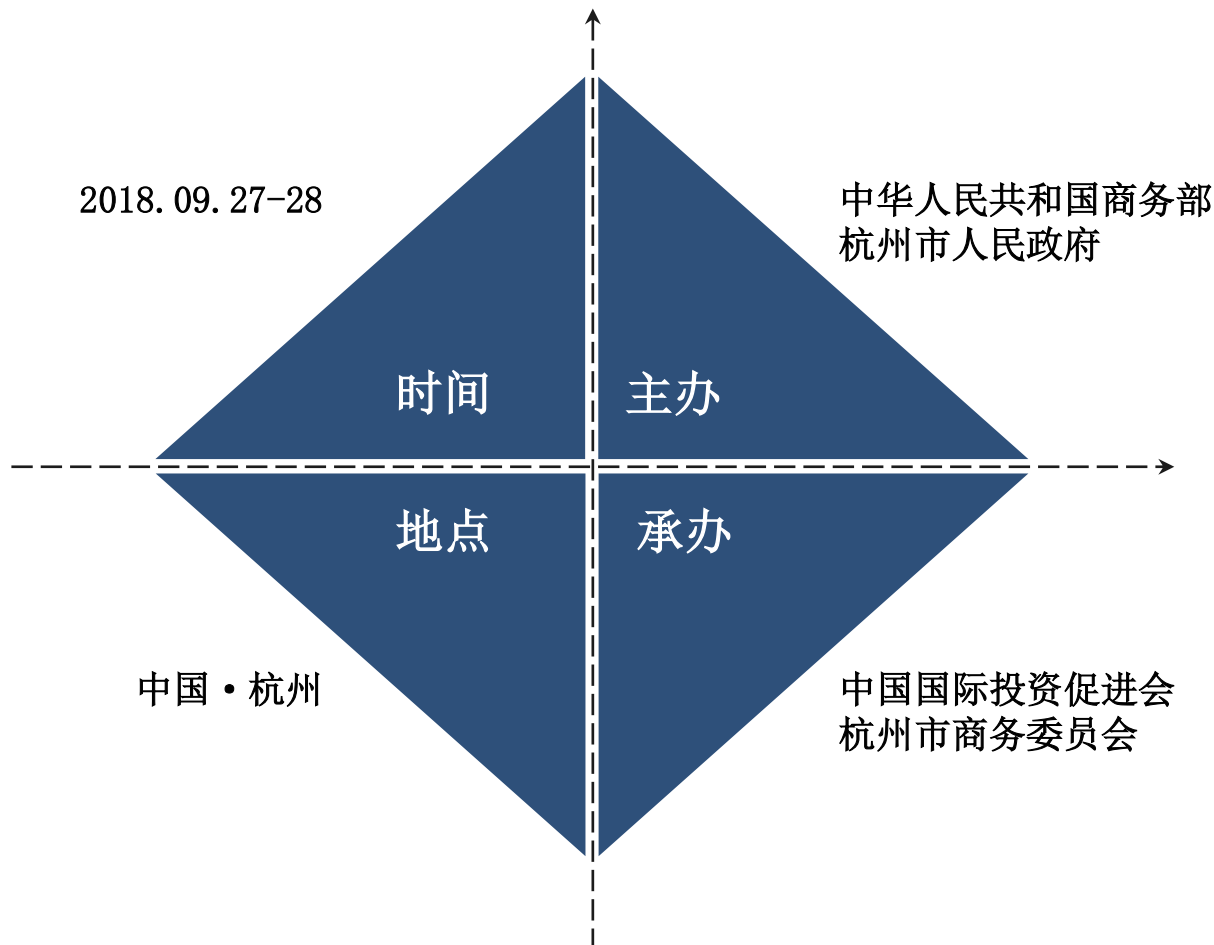 2018.09.27-28
中华人民共和国商务部
杭州市人民政府
时间
主办
地点
承办
中国·杭州
中国国际投资促进会
杭州市商务委员会